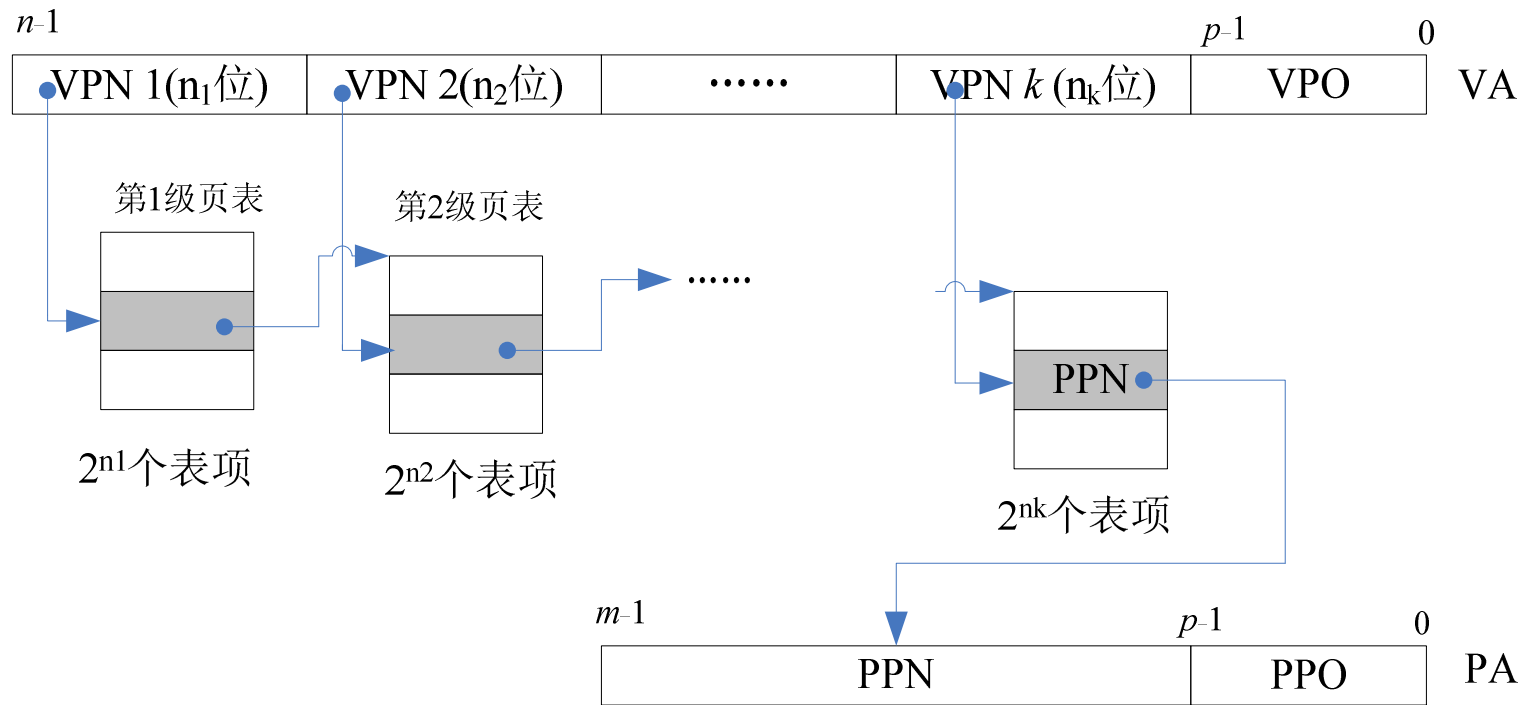 n-1 p-1 0
VPN 1(n₁位) VPN 2(n₂位) …… VPN k (nₖ位) VPO VA
第1级页表 第2级页表
……
PPN
2ⁿ¹个表项 2ⁿ²个表项 2ⁿᵏ个表项
m-1 p-1 0
PPN PPO PA